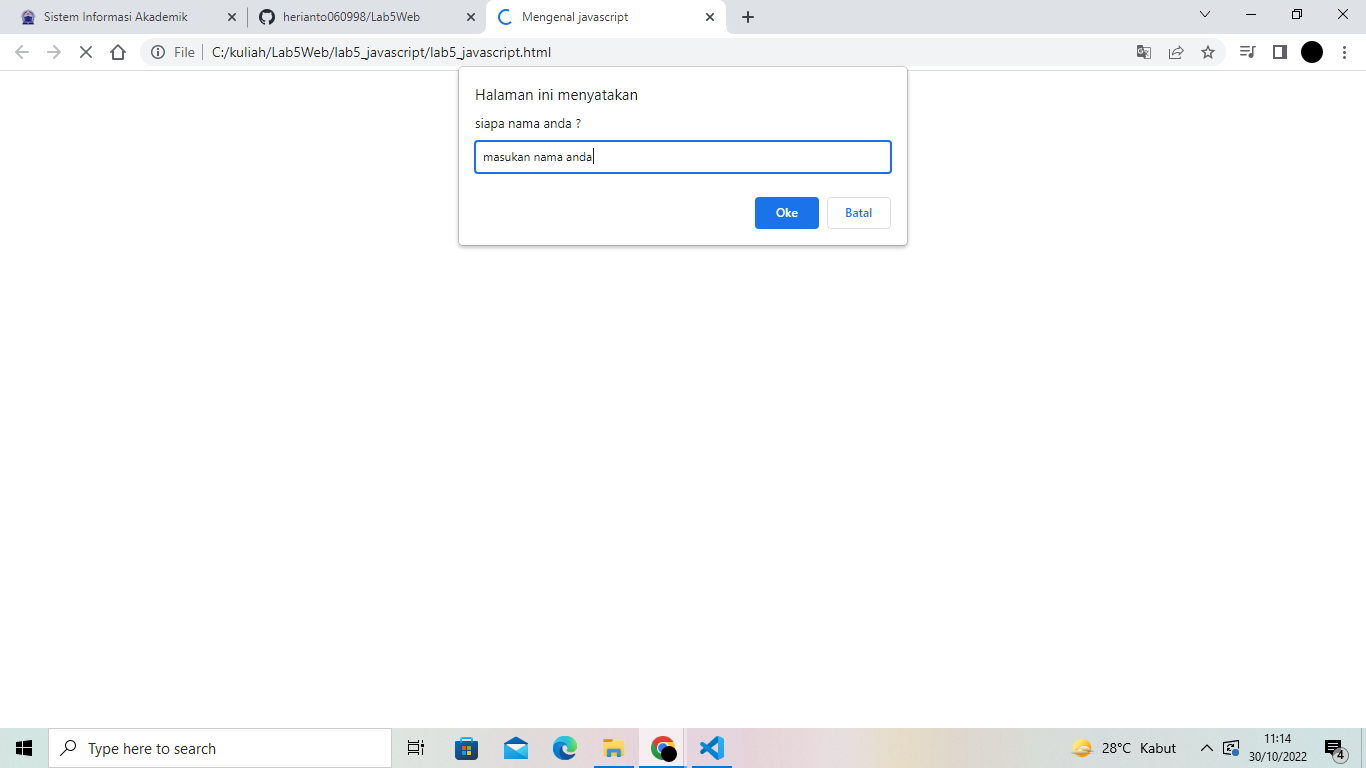 Sistem Informasi Akademik
herianto060998/Lab5Web
Mengenal javascript
File
C:/kuliah/Lab5Web/lab5_javascript/lab5_javascript.html
Halaman ini menyatakan
siapa nama anda ?
masukan nama anda
Oke Batal
Type here to search
28°C Kabut
11:14
30/10/2022
4